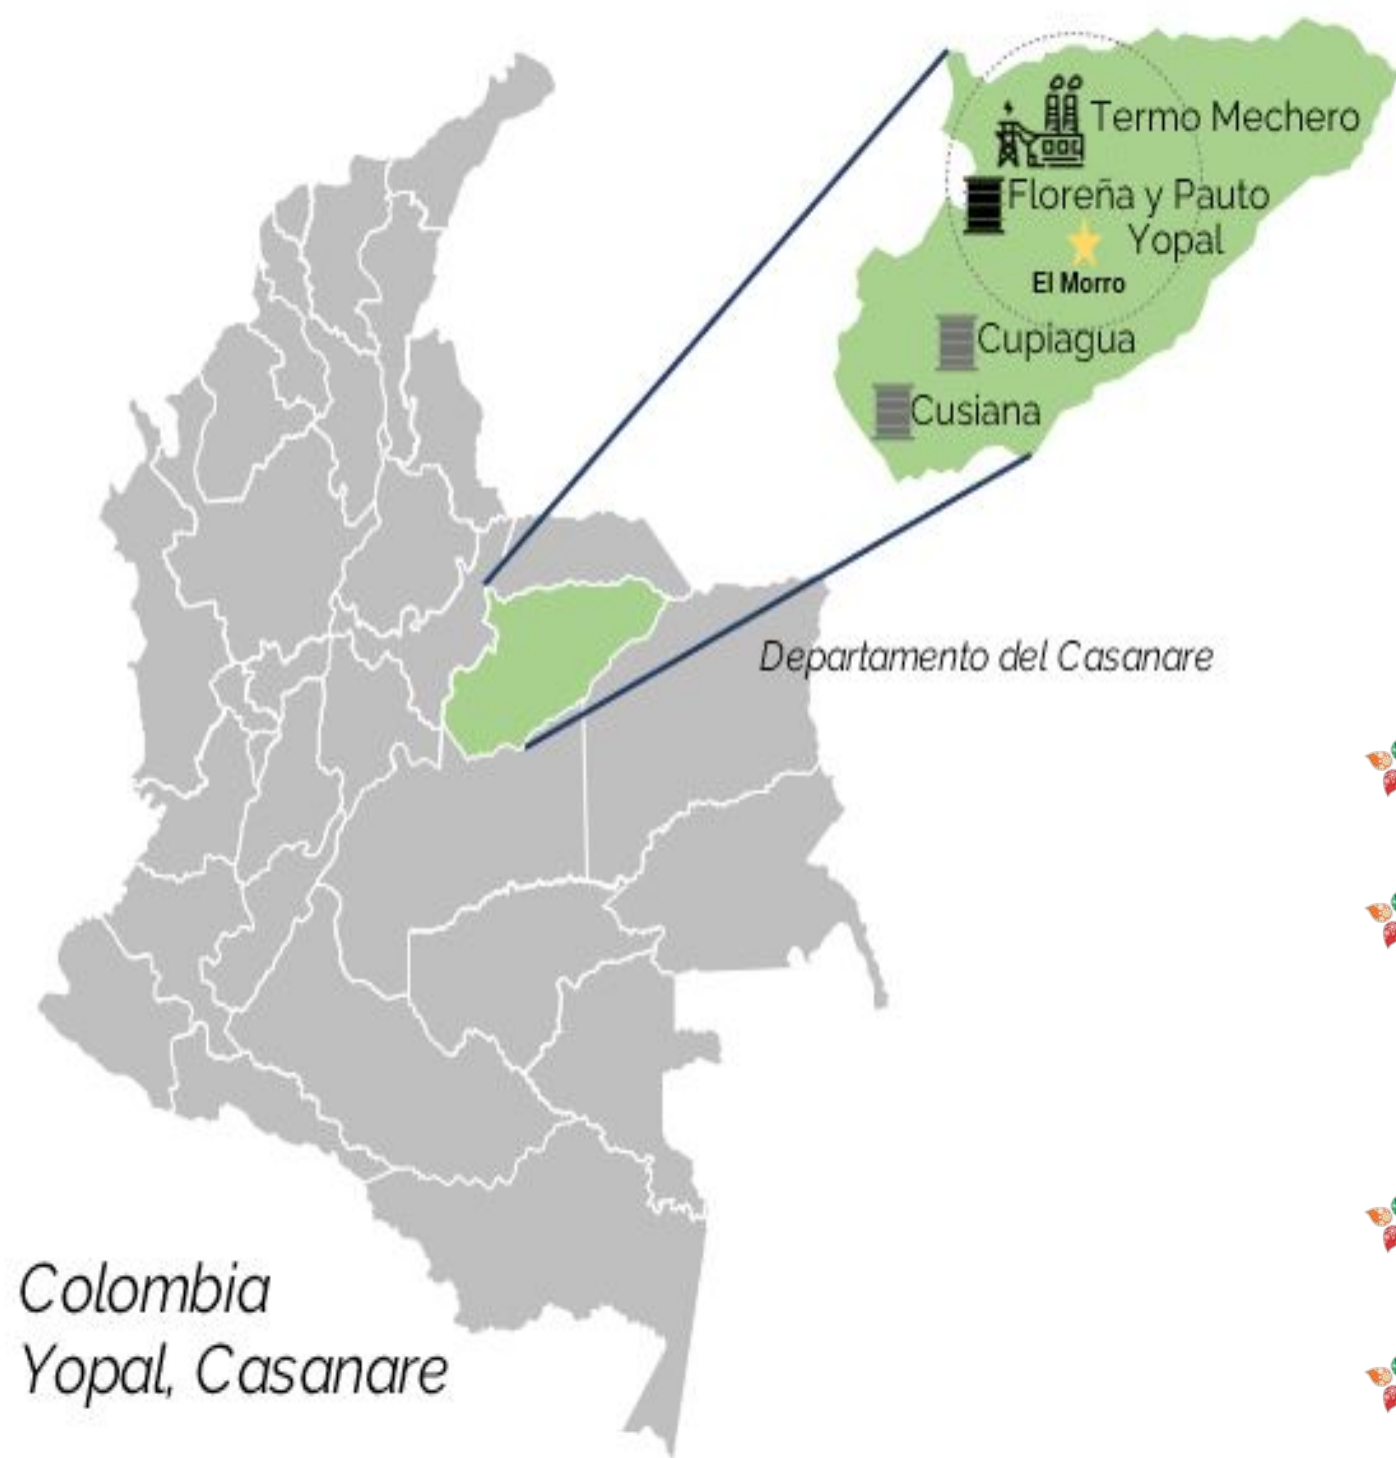 Termo Mechero
Floreña y Pauto
Yopal
El Morro
Cupiagua
Cusiana
Departamento del Casanare
Colombia
Yopal, Casanare